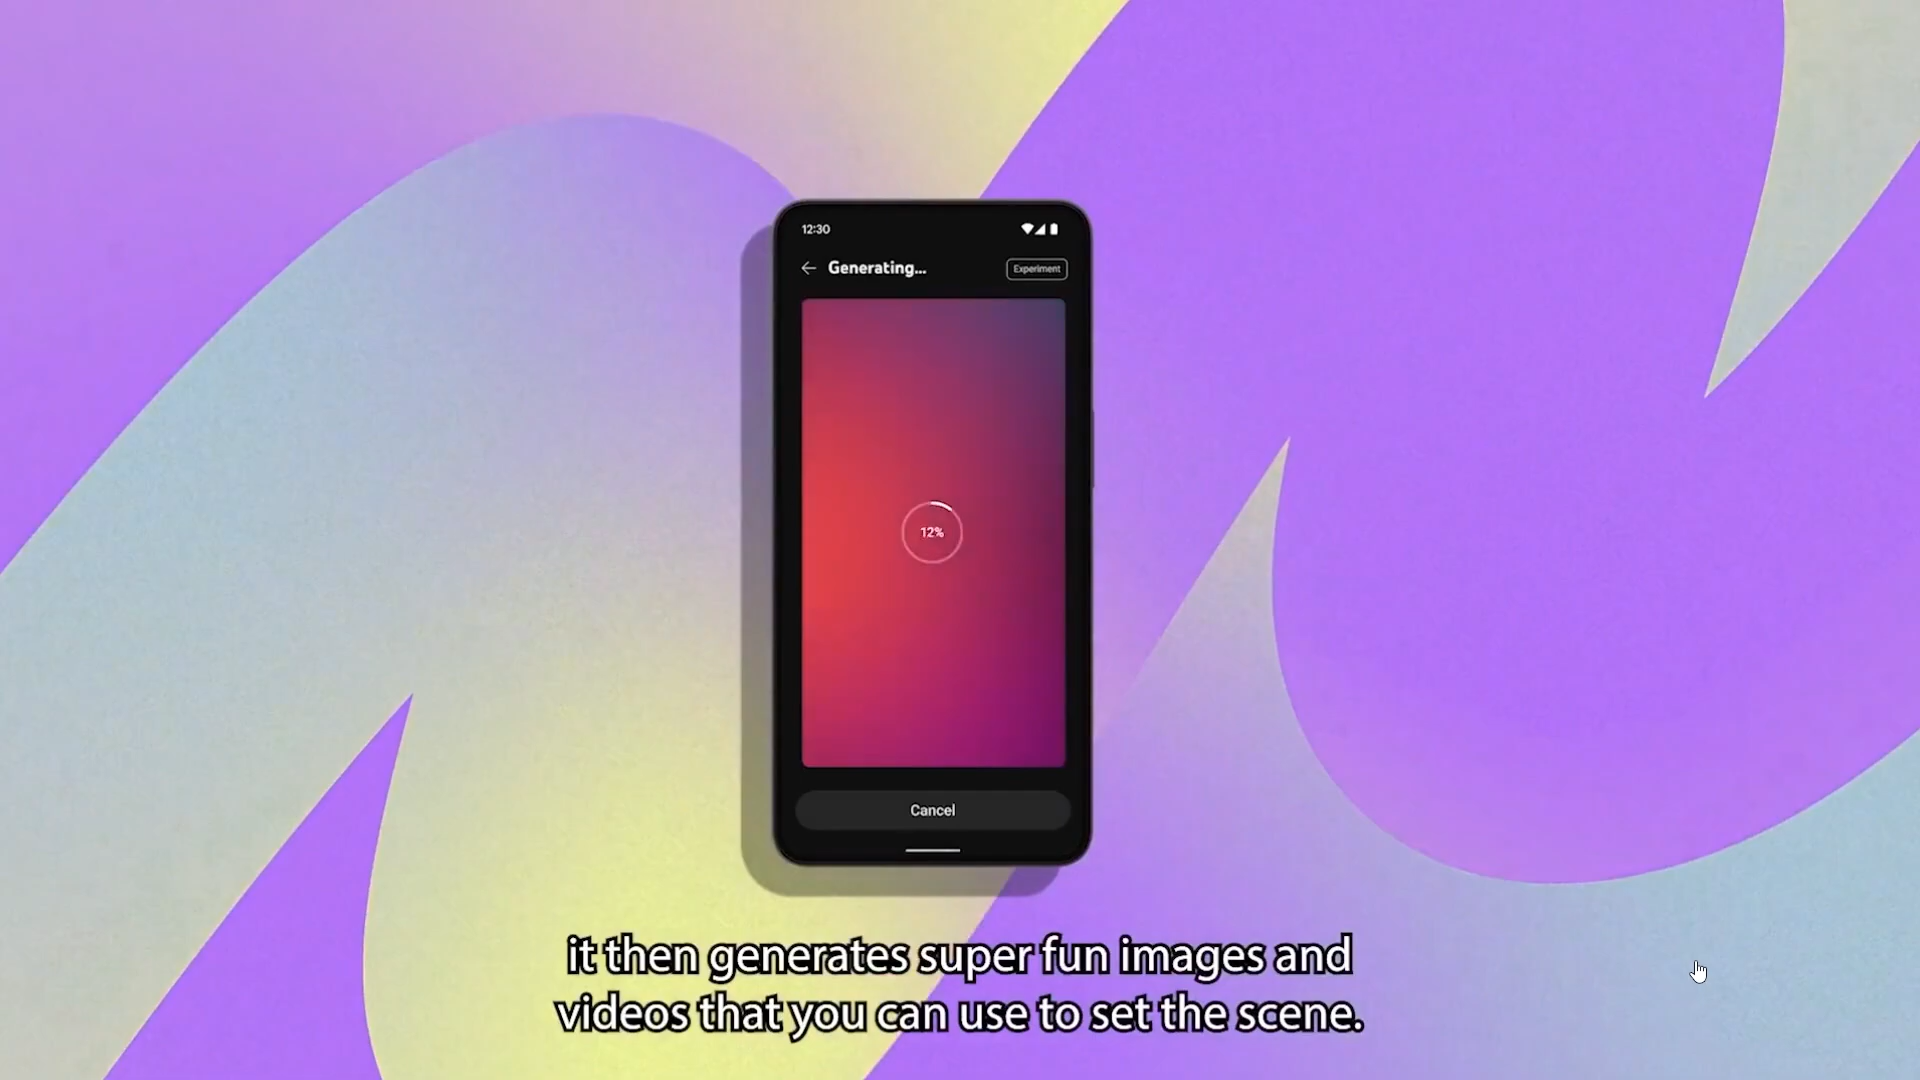 12:30
Generating...
Experiment
12%
Cancel
it then generates super fun images and
videos that you can use to set the scene.